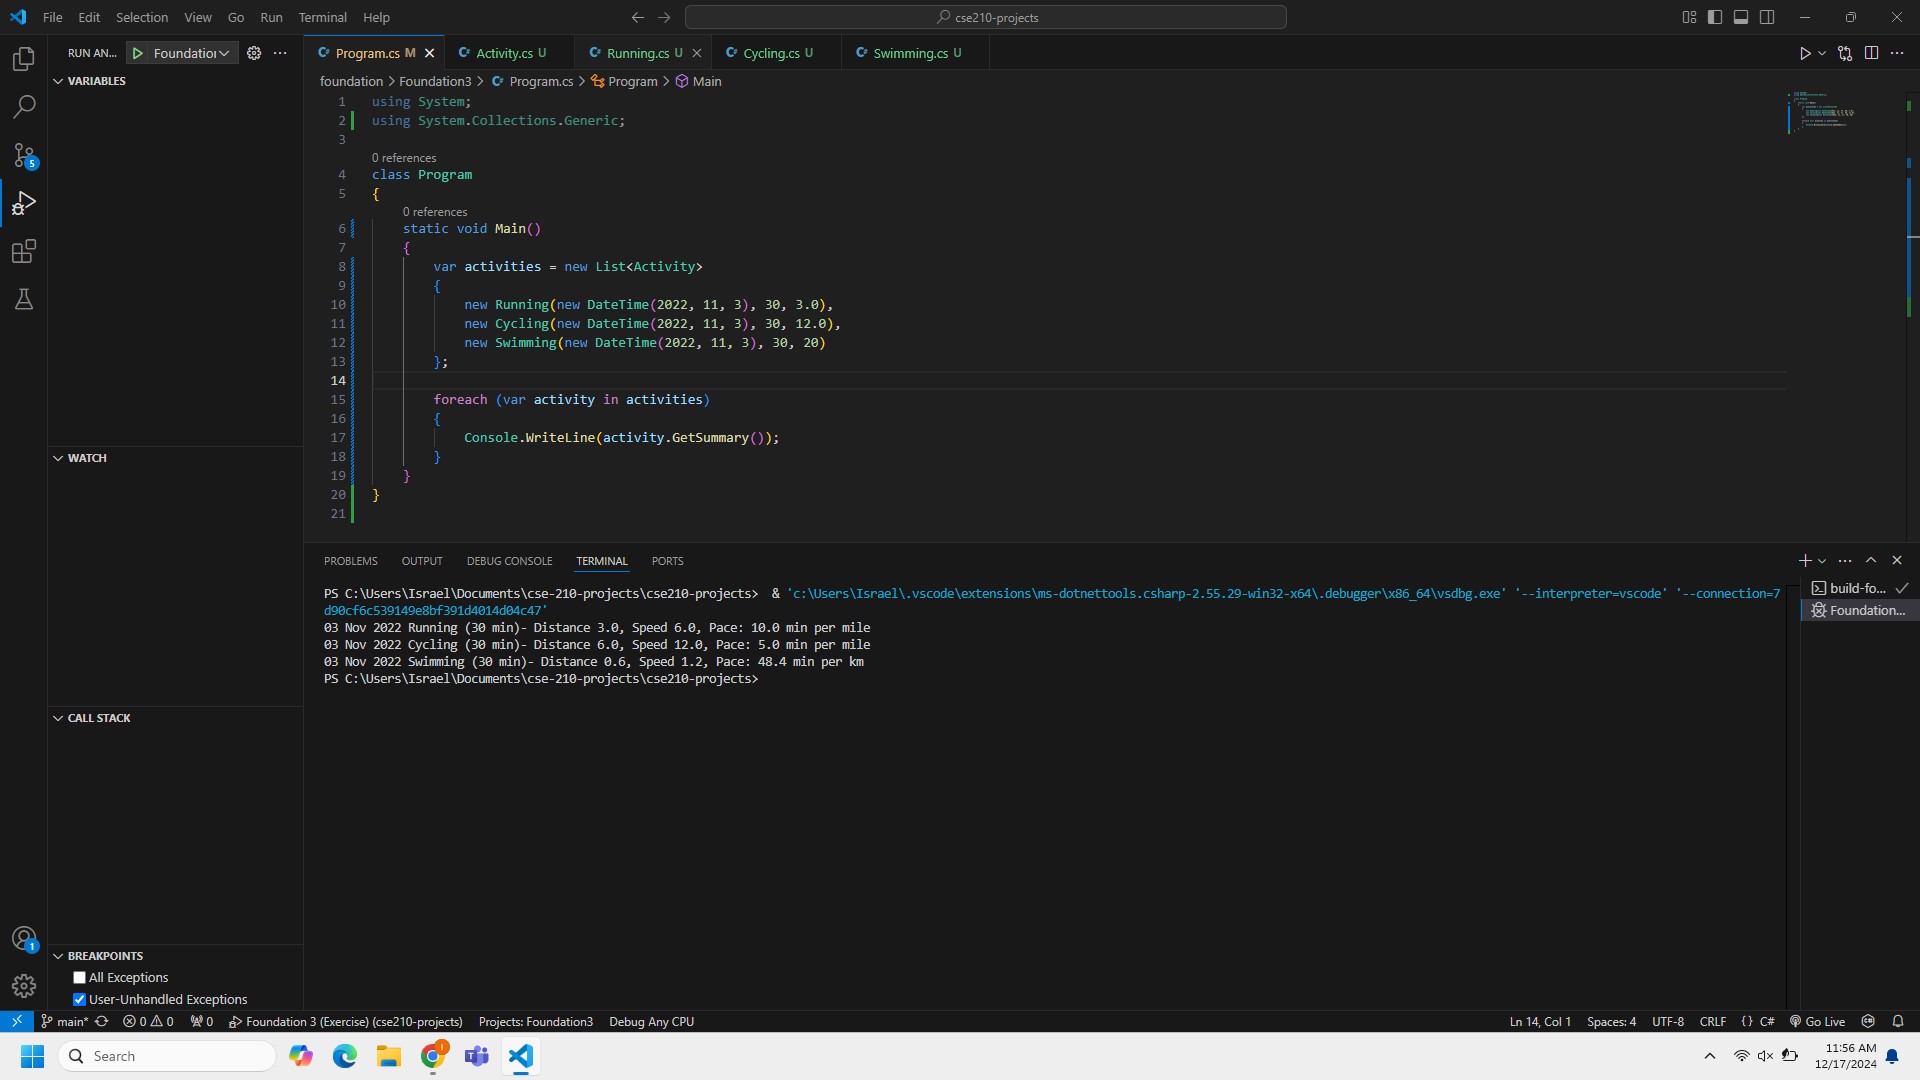 File Edit Selection View Go Run Terminal Help
cse210-projects
RUN AN... Foundation
Program.cs M Activity.cs U Running.cs U Cycling.cs U Swimming.cs U
VARIABLES
foundation > Foundation3 > Program.cs > Program > Main
1 using System;
2 using System.Collections.Generic;
3
0 references
4 class Program
5 {
0 references
6 static void Main()
7 {
8 var activities = new List<Activity>
9 {
10 new Running(new DateTime(2022, 11, 3), 30, 3.0),
11 new Cycling(new DateTime(2022, 11, 3), 30, 12.0),
12 new Swimming(new DateTime(2022, 11, 3), 30, 20)
13 };
14
15 foreach (var activity in activities)
16 {
17 Console.WriteLine(activity.GetSummary());
18 }
19 }
20 }
21
5
WATCH
CALL STACK
PROBLEMS OUTPUT DEBUG CONSOLE TERMINAL PORTS
PS C:\Users\Israel\Documents\cse-210-projects\cse210-projects> & 'c:\Users\Israel\.vscode\extensions\ms-dotnettools.csharp-2.55.29-win32-x64\.debugger\x86_64\vsdbg.exe' '--interpreter=vscode' '--connection=7
d90cf6c539149e8bf391d4014d04c47'
03 Nov 2022 Running (30 min)- Distance 3.0, Speed 6.0, Pace: 10.0 min per mile
03 Nov 2022 Cycling (30 min)- Distance 6.0, Speed 12.0, Pace: 5.0 min per mile
03 Nov 2022 Swimming (30 min)- Distance 0.6, Speed 1.2, Pace: 48.4 min per km
PS C:\Users\Israel\Documents\cse-210-projects\cse210-projects>
build-fo...
Foundation...
1
BREAKPOINTS
All Exceptions
User-Unhandled Exceptions
main* 0 0 0 Foundation 3 (Exercise) (cse210-projects) Projects: Foundation3 Debug Any CPU
Ln 14, Col 1 Spaces: 4 UTF-8 CRLF {} C# Go Live
Search
11:56 AM
12/17/2024